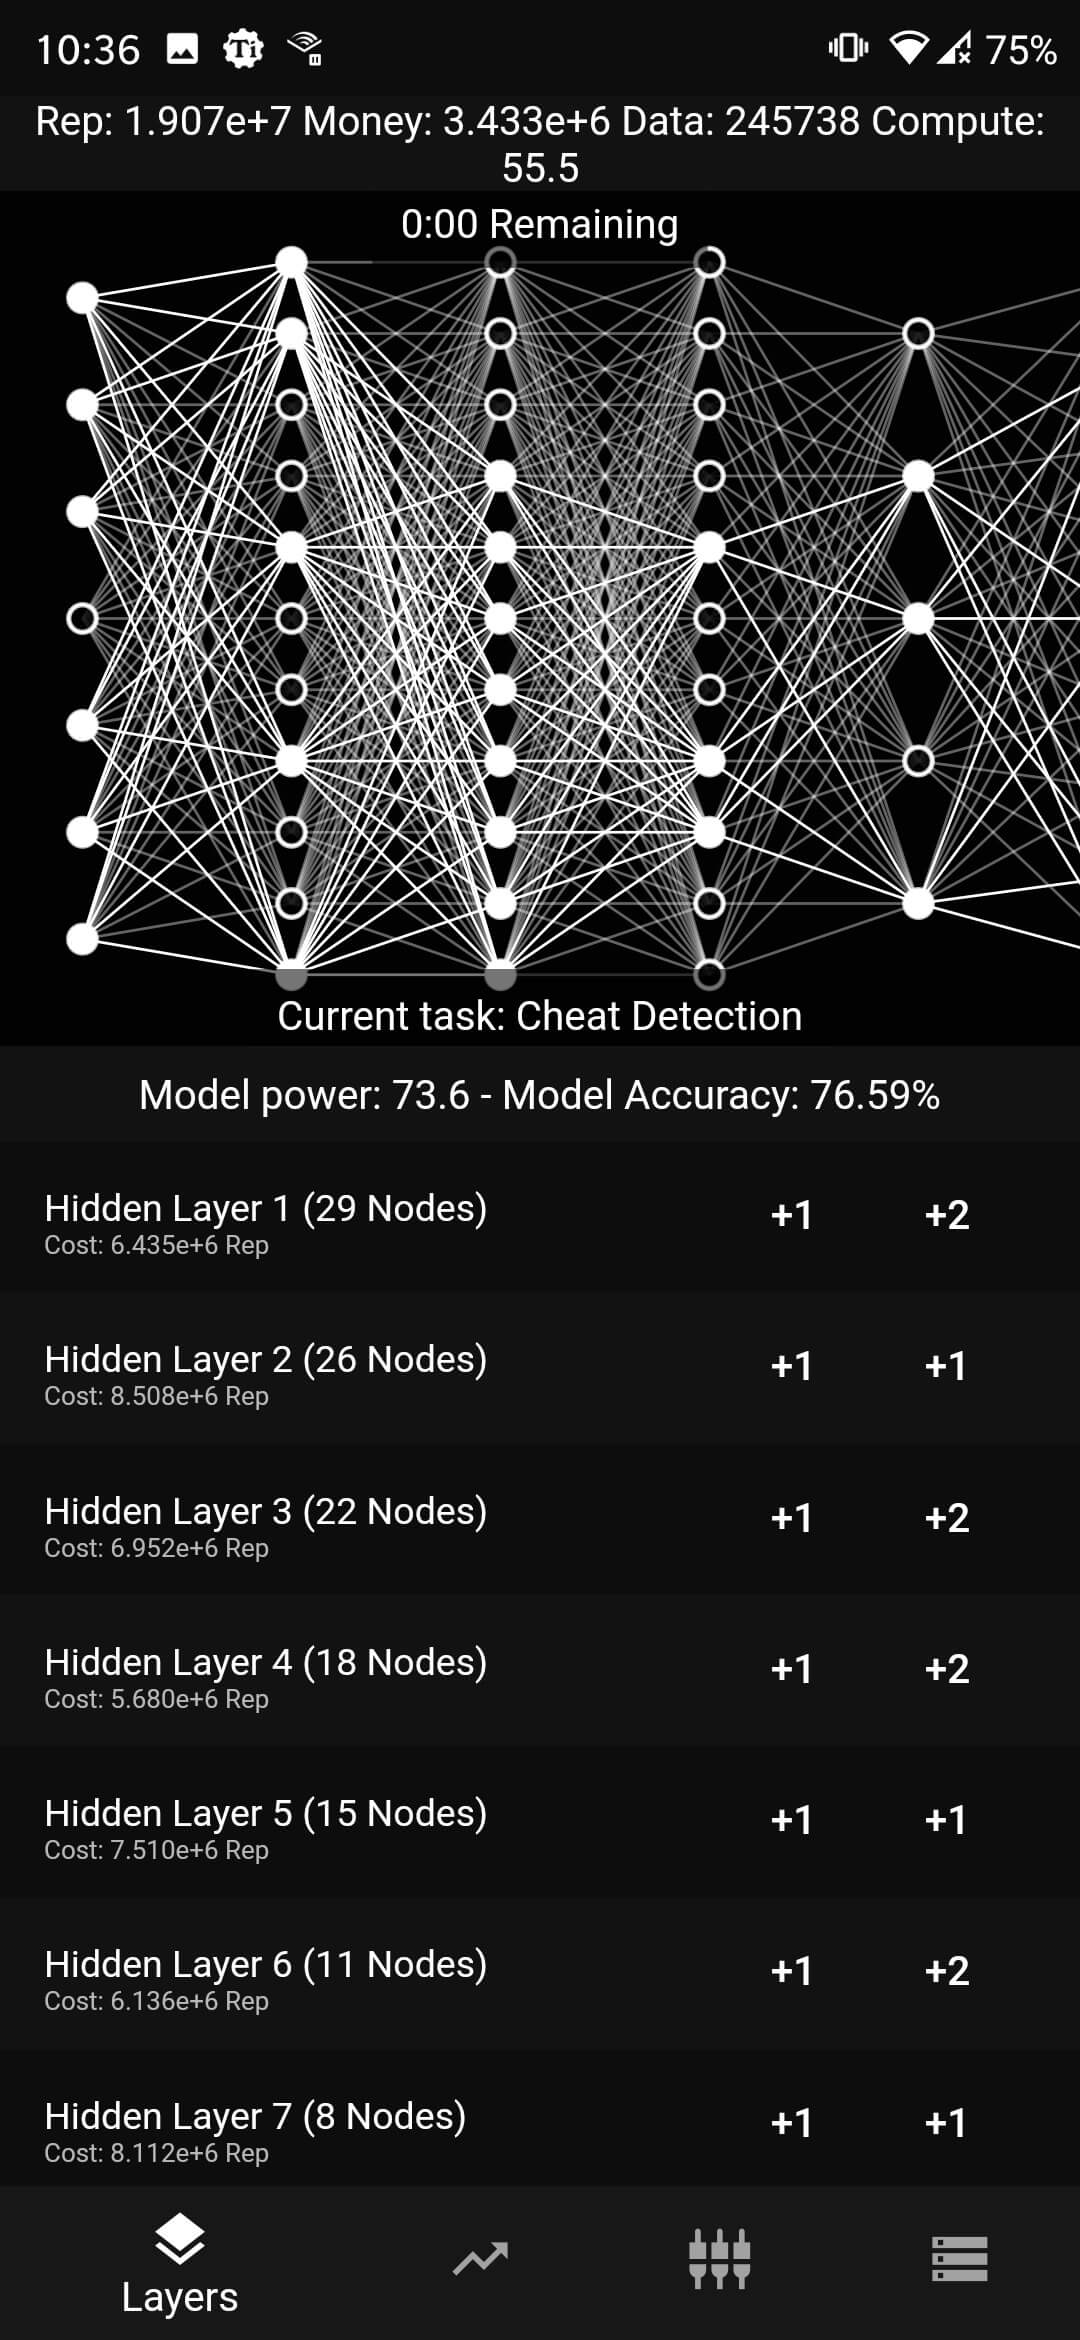 10:36 Ti 75%
Rep: 1.907e+7 Money: 3.433e+6 Data: 245738 Compute:
55.5
0:00 Remaining
Current task: Cheat Detection
Model power: 73.6 - Model Accuracy: 76.59%
Hidden Layer 1 (29 Nodes) +1 +2
Cost: 6.435e+6 Rep
Hidden Layer 2 (26 Nodes) +1 +1
Cost: 8.508e+6 Rep
Hidden Layer 3 (22 Nodes) +1 +2
Cost: 6.952e+6 Rep
Hidden Layer 4 (18 Nodes) +1 +2
Cost: 5.680e+6 Rep
Hidden Layer 5 (15 Nodes) +1 +1
Cost: 7.510e+6 Rep
Hidden Layer 6 (11 Nodes) +1 +2
Cost: 6.136e+6 Rep
Hidden Layer 7 (8 Nodes) +1 +1
Cost: 8.112e+6 Rep
Layers